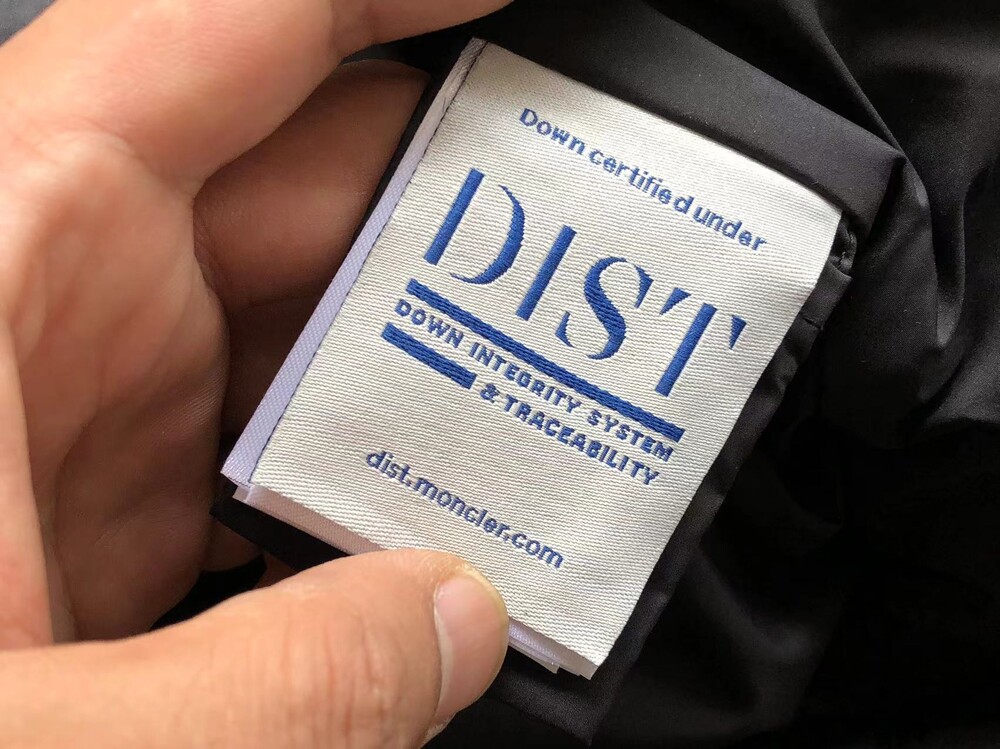 Down certified under
DIST
DOWN INTEGRITY SYSTEM
& TRACEABILITY
dist.moncler.com